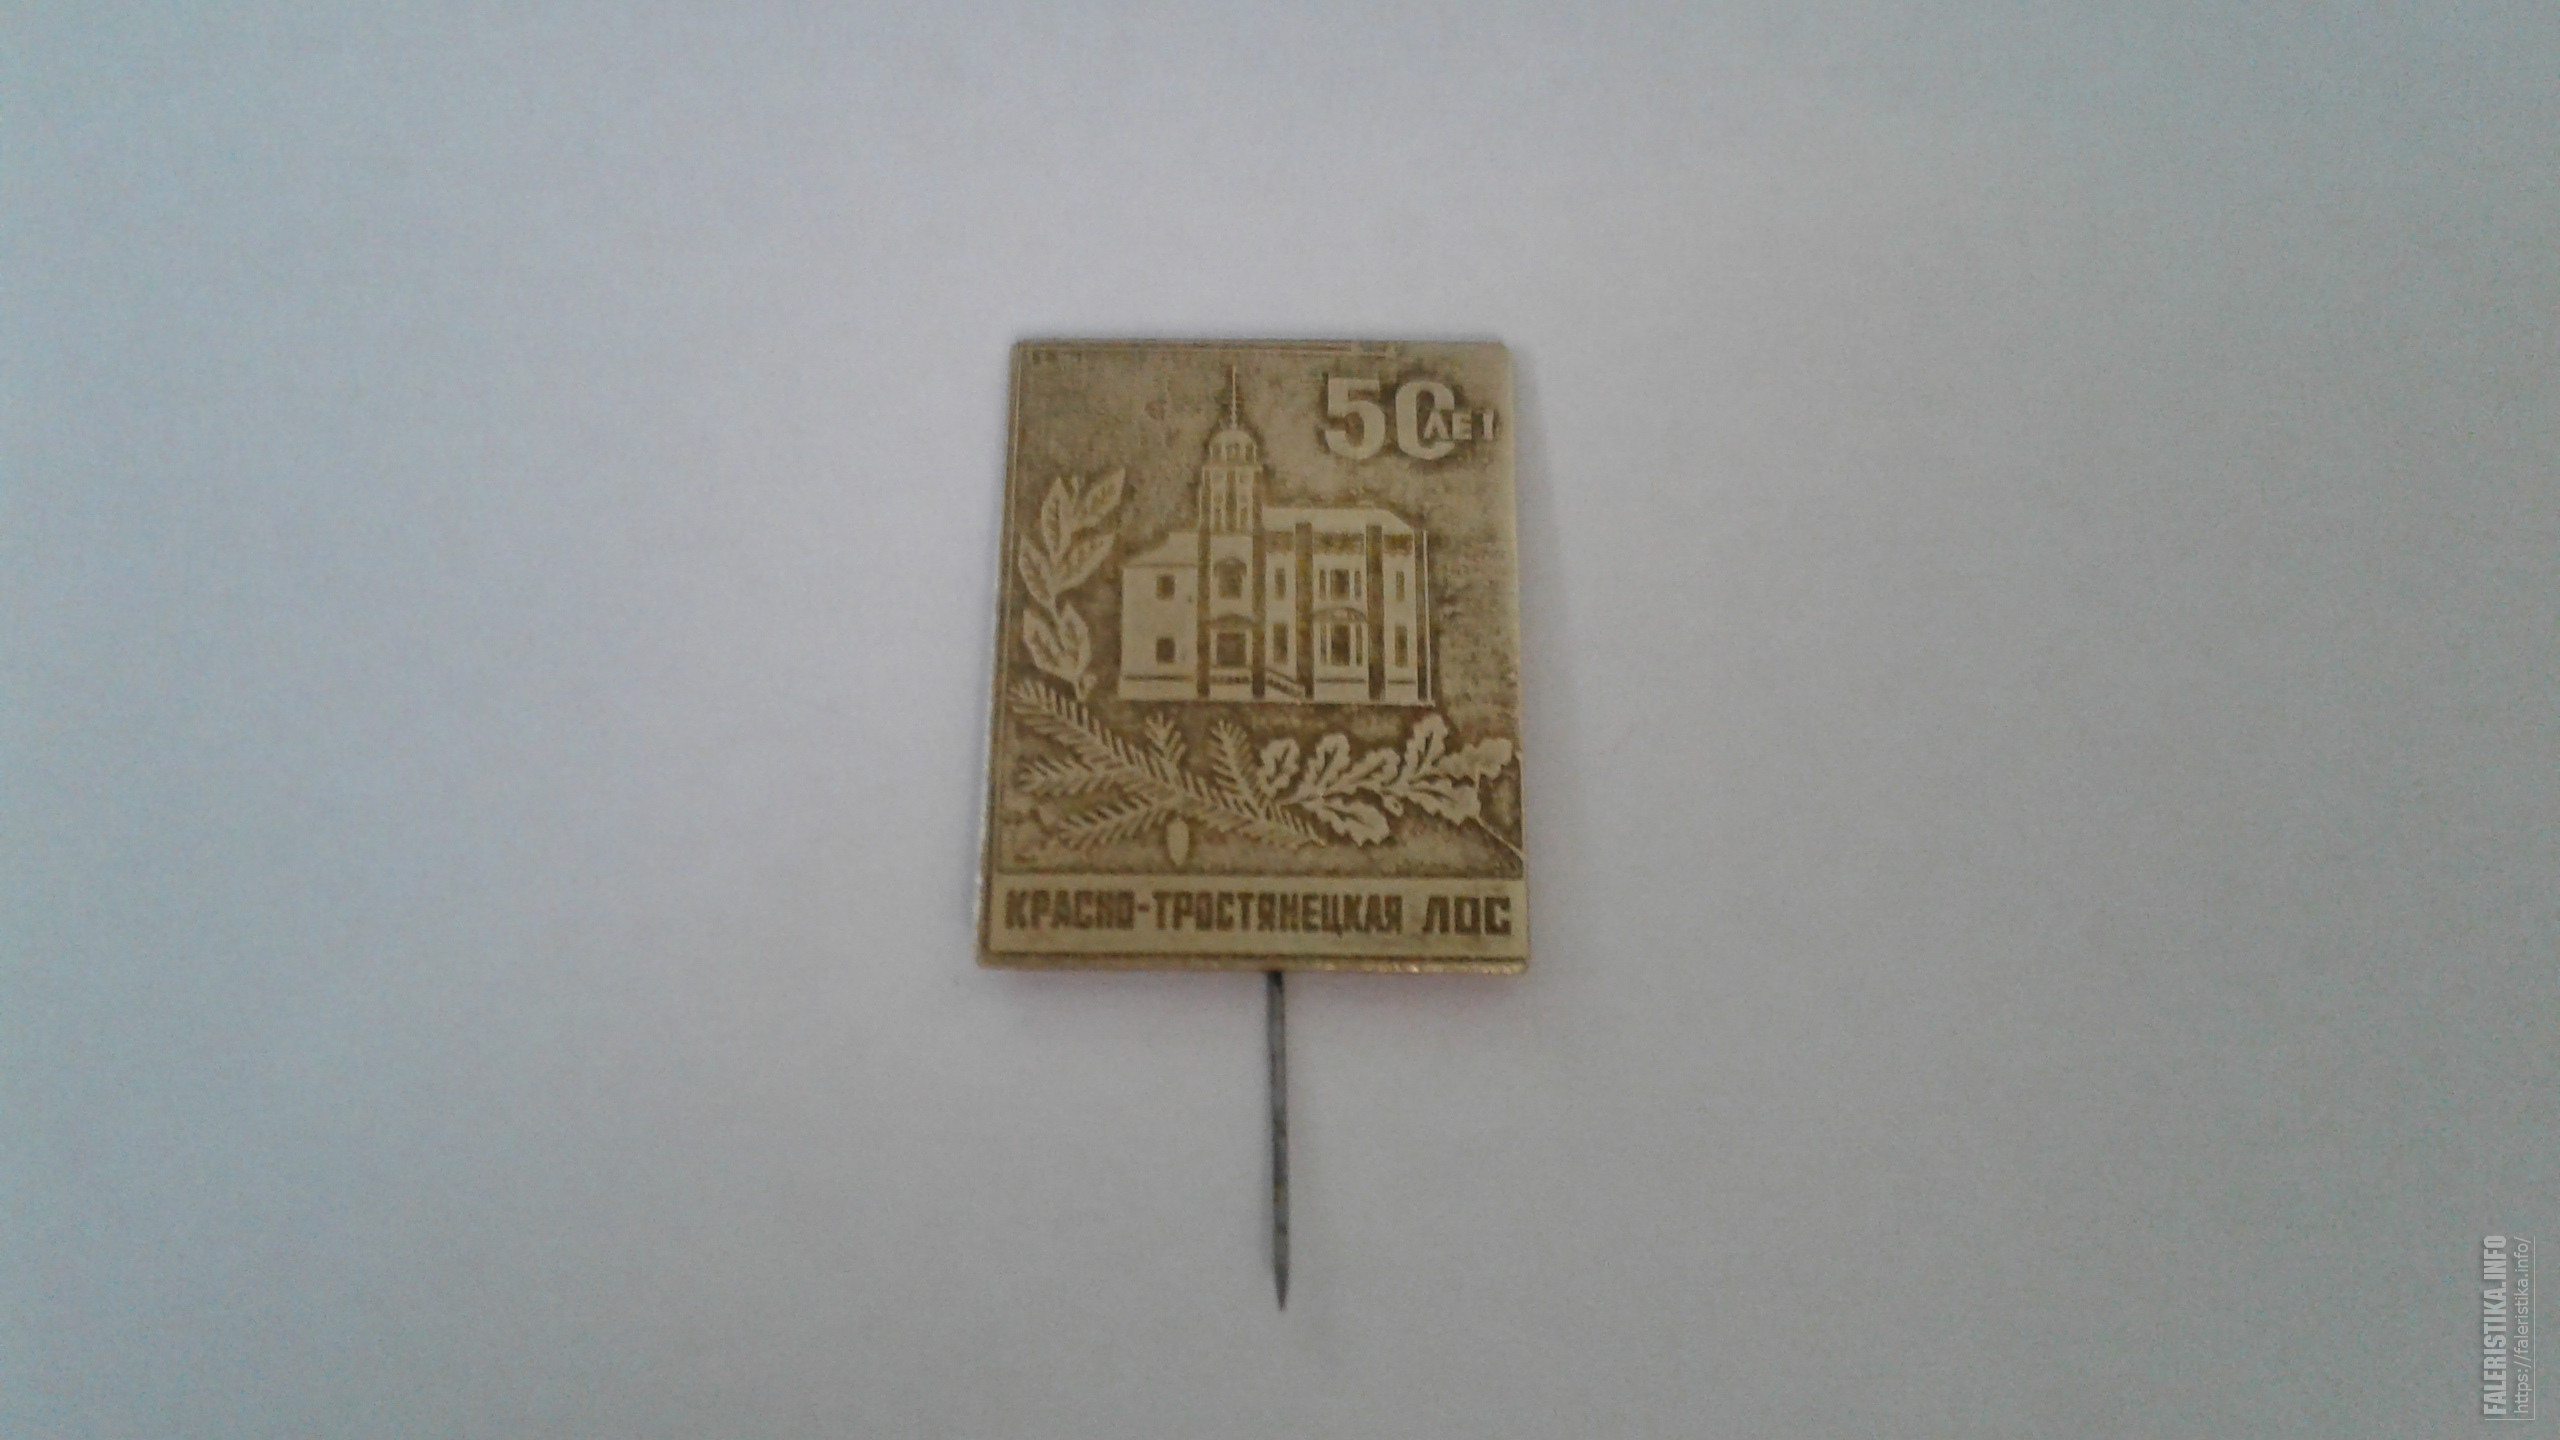 50 ЛЕТ
КРАСНО-ТРОСТЯНЕЦКАЯ ЛОС
FALERISTIKA.INFO
https://faleristika.info/